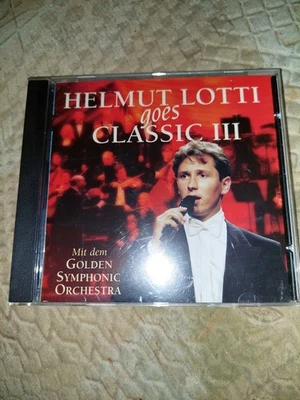 HELMUT LOTTI
goes
CLASSIC III
Mit dem
GOLDEN
SYMPHONIC
ORCHESTRA